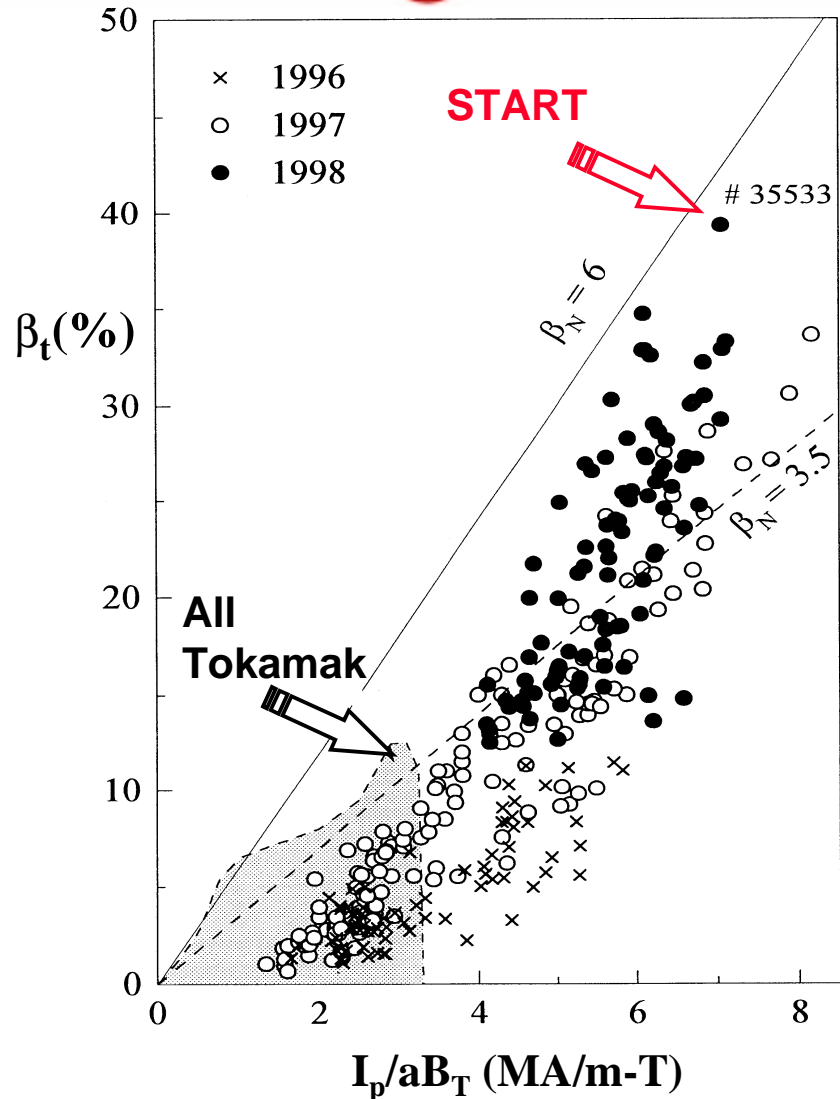 50
× 1996
○ 1997
● 1998
START
# 35533
40
β_N = 6
β_t(%)
30
β_N = 3.5
20
All
Tokamak
10
0
0 2 4 6 8
I_p/aB_T (MA/m-T)